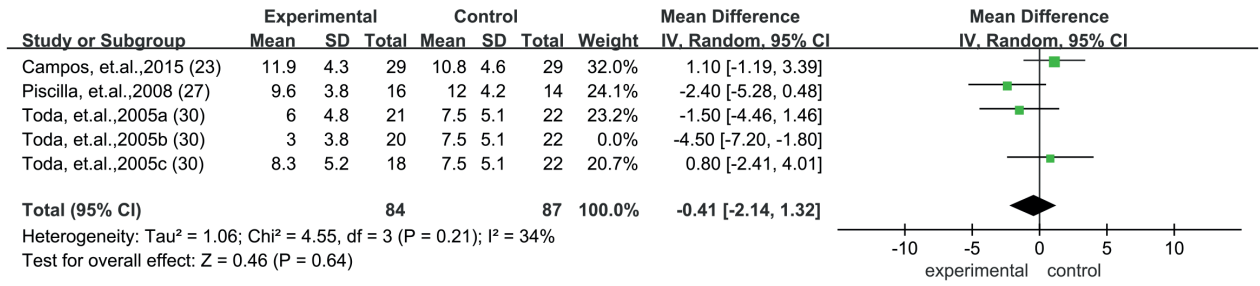 Experimental Control Mean Difference Mean Difference
Study or Subgroup Mean SD Total Mean SD Total Weight IV, Random, 95% CI IV, Random, 95% CI
Campos, et.al.,2015 (23) 11.9 4.3 29 10.8 4.6 29 32.0% 1.10 [-1.19, 3.39]
Piscilla, et.al.,2008 (27) 9.6 3.8 16 12 4.2 14 24.1% -2.40 [-5.28, 0.48]
Toda, et.al.,2005a (30) 6 4.8 21 7.5 5.1 22 23.2% -1.50 [-4.46, 1.46]
Toda, et.al.,2005b (30) 3 3.8 20 7.5 5.1 22 0.0% -4.50 [-7.20, -1.80]
Toda, et.al.,2005c (30) 8.3 5.2 18 7.5 5.1 22 20.7% 0.80 [-2.41, 4.01]
Total (95% CI) 84 87 100.0% -0.41 [-2.14, 1.32]
Heterogeneity: Tau² = 1.06; Chi² = 4.55, df = 3 (P = 0.21); I² = 34%
Test for overall effect: Z = 0.46 (P = 0.64)
-10 -5 0 5 10
experimental control